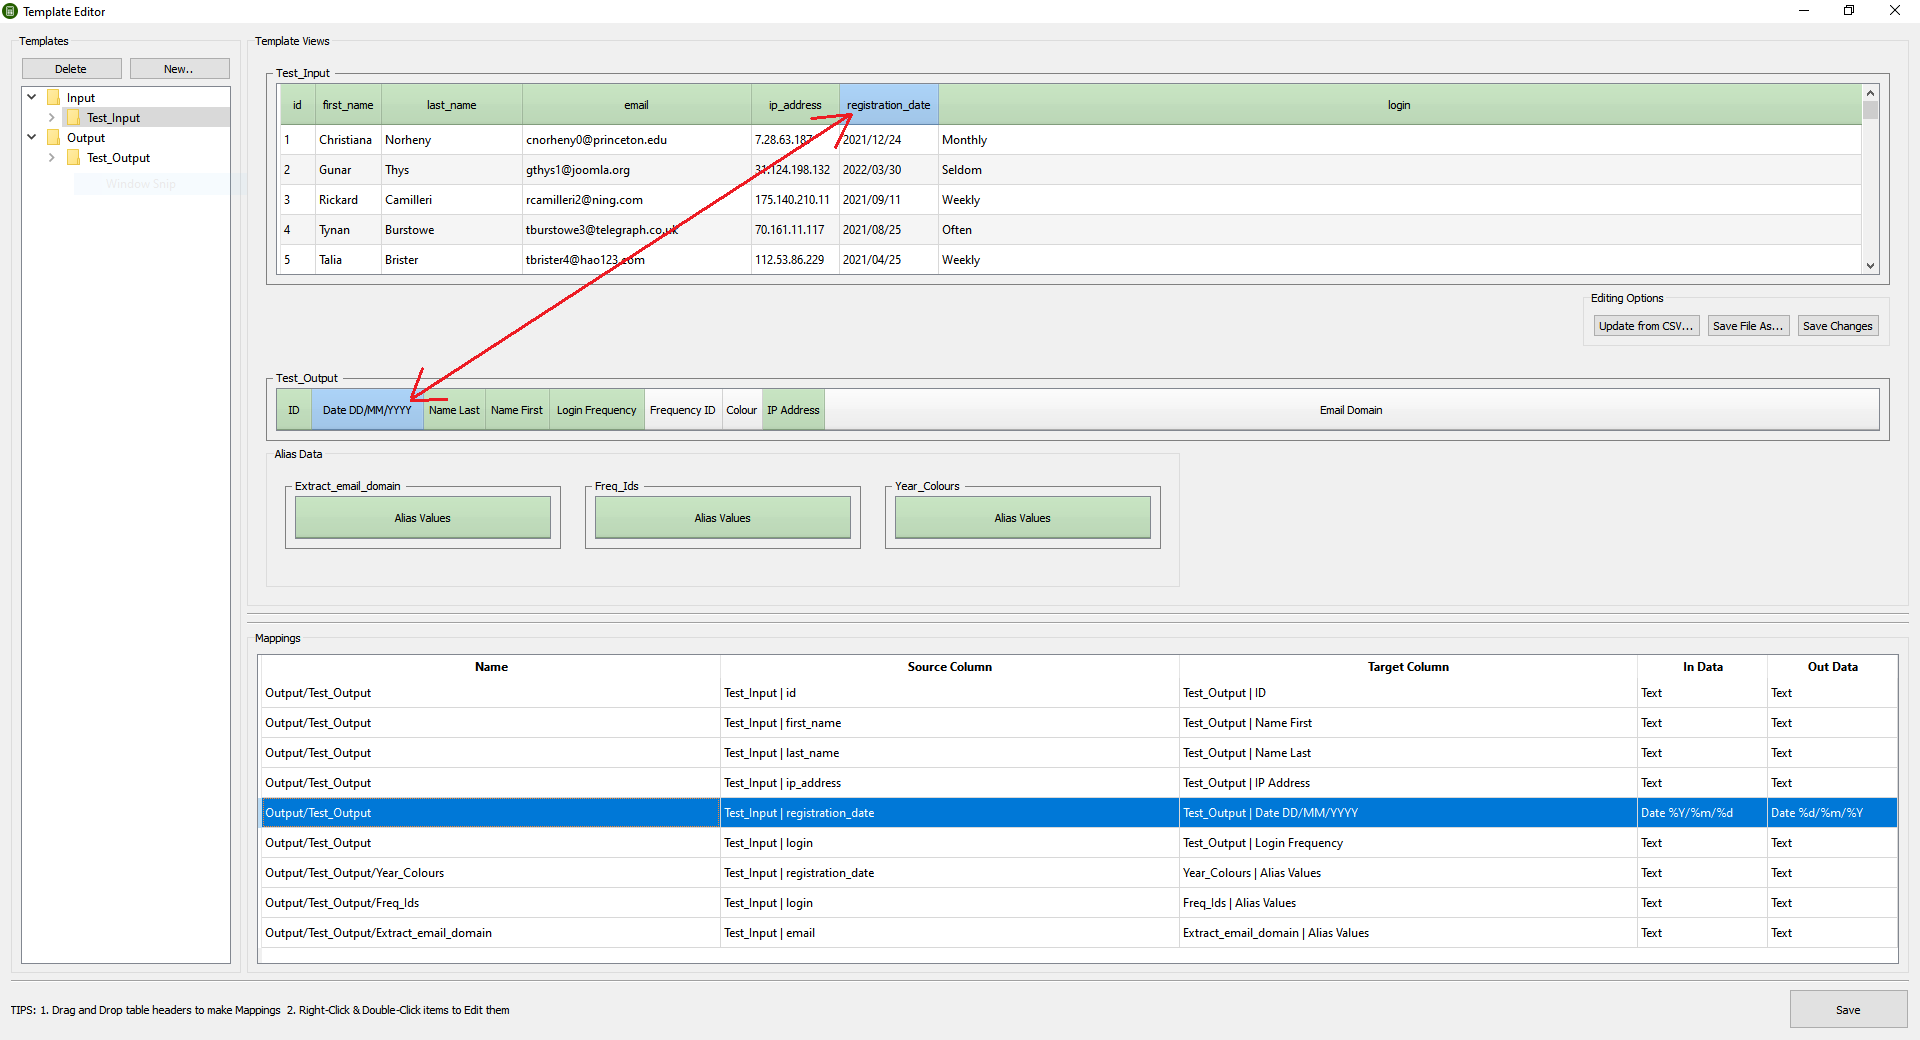 Template Editor
Templates
Delete New..
Input
Test_Input
Output
Test_Output
Window Snip
Template Views
Test_Input
id first_name last_name email ip_address registration_date login
1 Christiana Norheny cnorheny0@princeton.edu 7.28.63.187 2021/12/24 Monthly
2 Gunar Thys gthys1@joomla.org 31.124.198.132 2022/03/30 Seldom
3 Rickard Camilleri rcamilleri2@ning.com 175.140.210.11 2021/09/11 Weekly
4 Tynan Burstowe tburstowe3@telegraph.co.uk 70.161.11.117 2021/08/25 Often
5 Talia Brister tbrister4@hao123.com 112.53.86.229 2021/04/25 Weekly
Editing Options
Update from CSV... Save File As... Save Changes
Test_Output
ID Date DD/MM/YYYY Name Last Name First Login Frequency Frequency ID Colour IP Address Email Domain
Alias Data
Extract_email_domain Freq_Ids Year_Colours
Alias Values Alias Values Alias Values
Mappings
Name Source Column Target Column In Data Out Data
Output/Test_Output Test_Input | id Test_Output | ID Text Text
Output/Test_Output Test_Input | first_name Test_Output | Name First Text Text
Output/Test_Output Test_Input | last_name Test_Output | Name Last Text Text
Output/Test_Output Test_Input | ip_address Test_Output | IP Address Text Text
Output/Test_Output Test_Input | registration_date Test_Output | Date DD/MM/YYYY Date %Y/%m/%d Date %d/%m/%Y
Output/Test_Output Test_Input | login Test_Output | Login Frequency Text Text
Output/Test_Output/Year_Colours Test_Input | registration_date Year_Colours | Alias Values Text Text
Output/Test_Output/Freq_Ids Test_Input | login Freq_Ids | Alias Values Text Text
Output/Test_Output/Extract_email_domain Test_Input | email Extract_email_domain | Alias Values Text Text
TIPS: 1. Drag and Drop table headers to make Mappings 2. Right-Click & Double-Click items to Edit them
Save